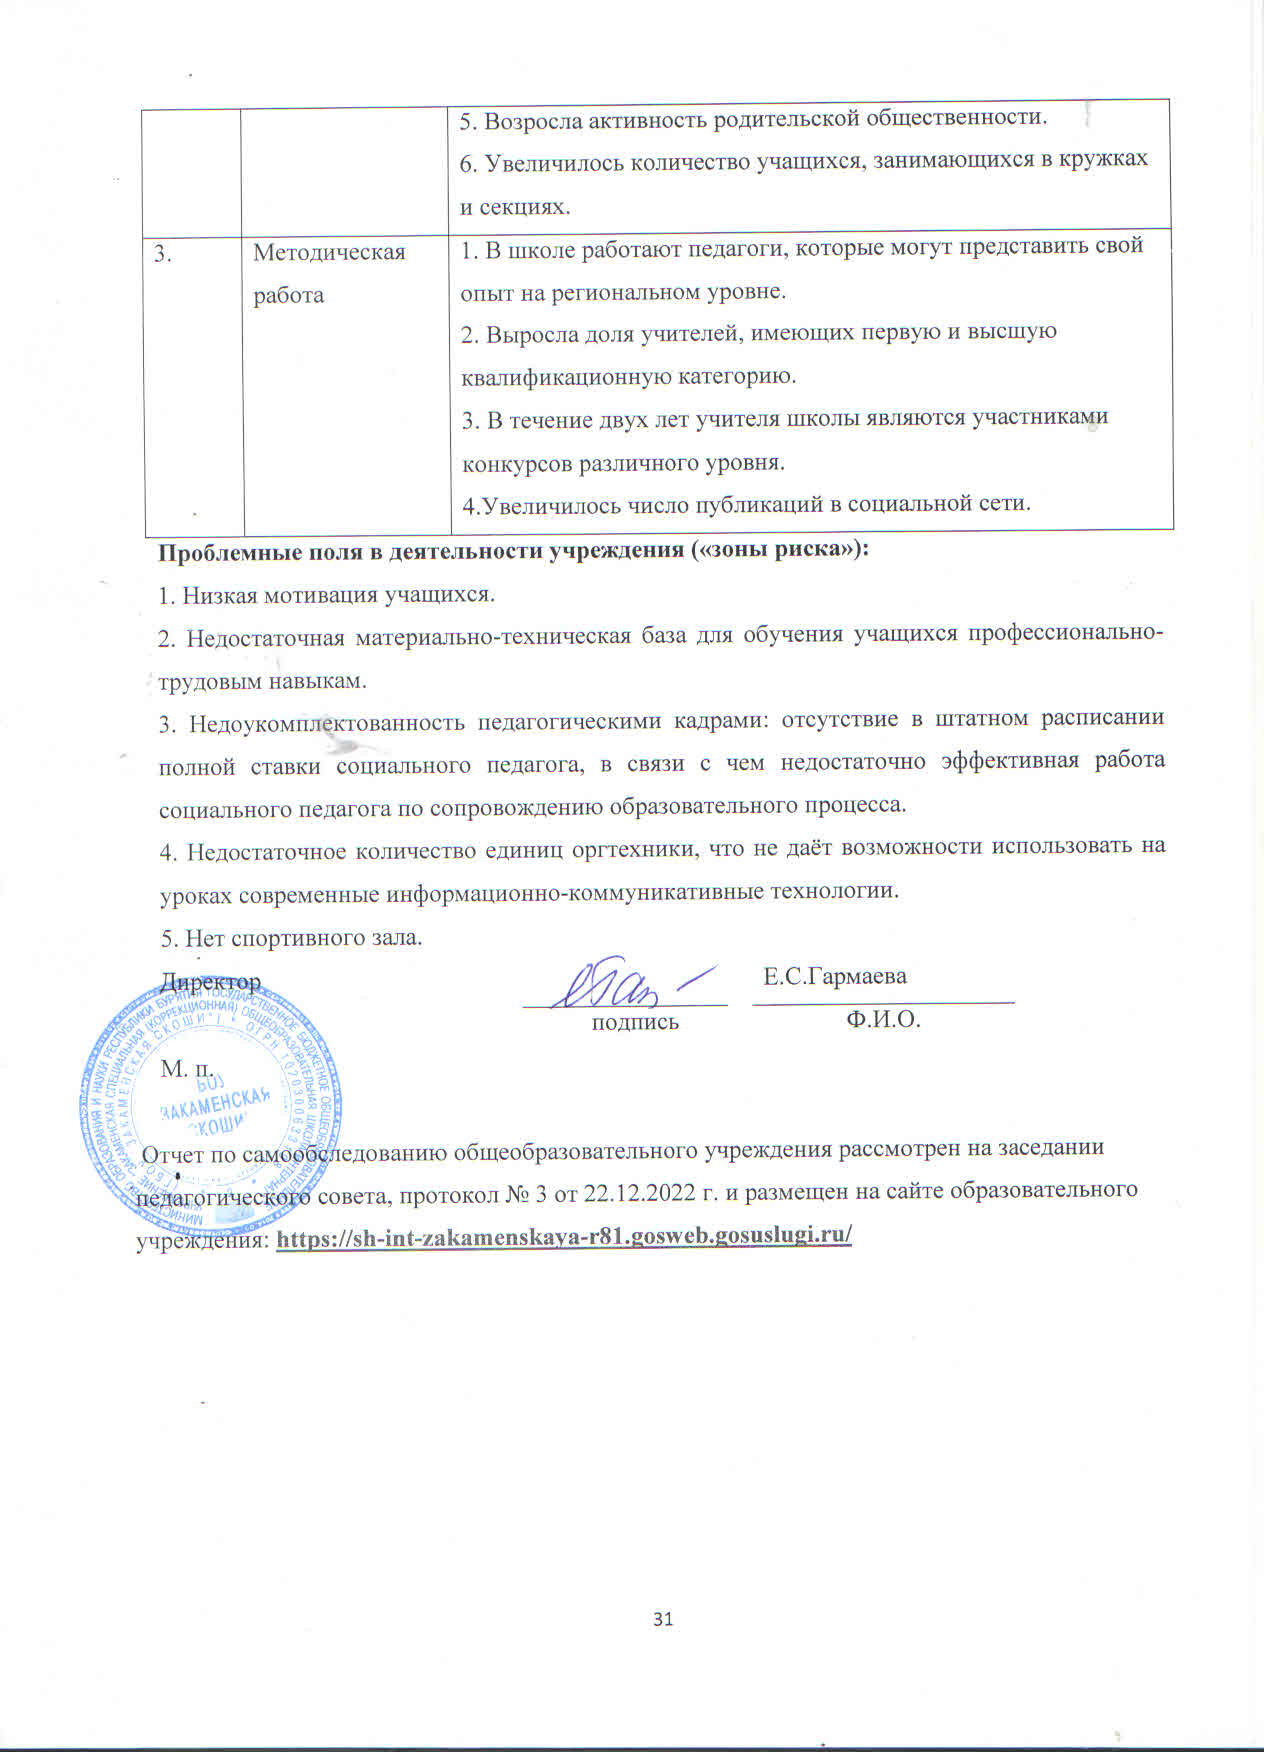 5. Возросла активность родительской общественности.
6. Увеличилось количество учащихся, занимающихся в кружках
и секциях.
3.
Методическая
работа
1. В школе работают педагоги, которые могут представить свой
опыт на региональном уровне.
2. Выросла доля учителей, имеющих первую и высшую
квалификационную категорию.
3. В течение двух лет учителя школы являются участниками
конкурсов различного уровня.
4.Увеличилось число публикаций в социальной сети.
Проблемные поля в деятельности учреждения («зоны риска»):
1. Низкая мотивация учащихся.
2. Недостаточная материально-техническая база для обучения учащихся профессионально-
трудовым навыкам.
3. Недоукомплектованность педагогическими кадрами: отсутствие в штатном расписании
полной ставки социального педагога, в связи с чем недостаточно эффективная работа
социального педагога по сопровождению образовательного процесса.
4. Недостаточное количество единиц оргтехники, что не даёт возможности использовать на
уроках современные информационно-коммуникативные технологии.
5. Нет спортивного зала.
Директор Е.С.Гармаева
подпись Ф.И.О.
М. п.
ЗАКАМЕНСКАЯ
Отчет по самообследованию общеобразовательного учреждения рассмотрен на заседании
педагогического совета, протокол № 3 от 22.12.2022 г. и размещен на сайте образовательного
учреждения: https://sh-int-zakamenskaya-r81.gosweb.gosuslugi.ru/
31